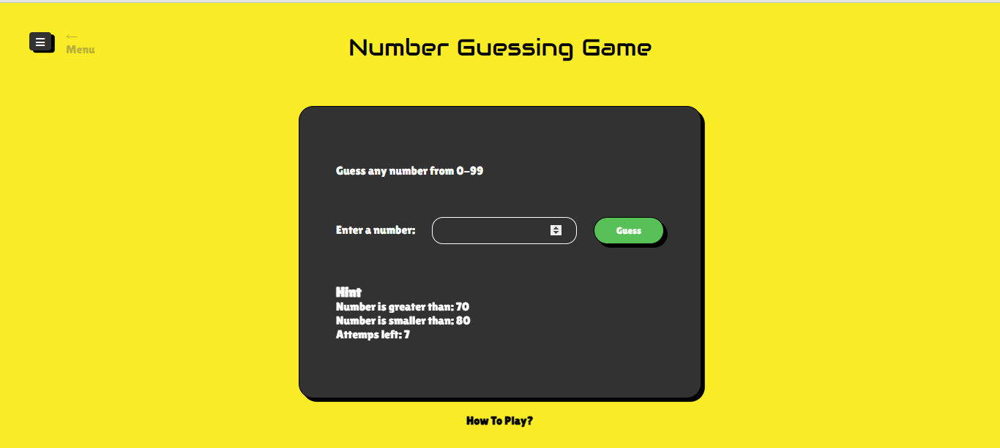 ←
Menu
Number Guessing Game
Guess any number from 0-99
Enter a number:
Guess
Hint
Number is greater than: 70
Number is smaller than: 80
Attemps left: 7
How To Play?